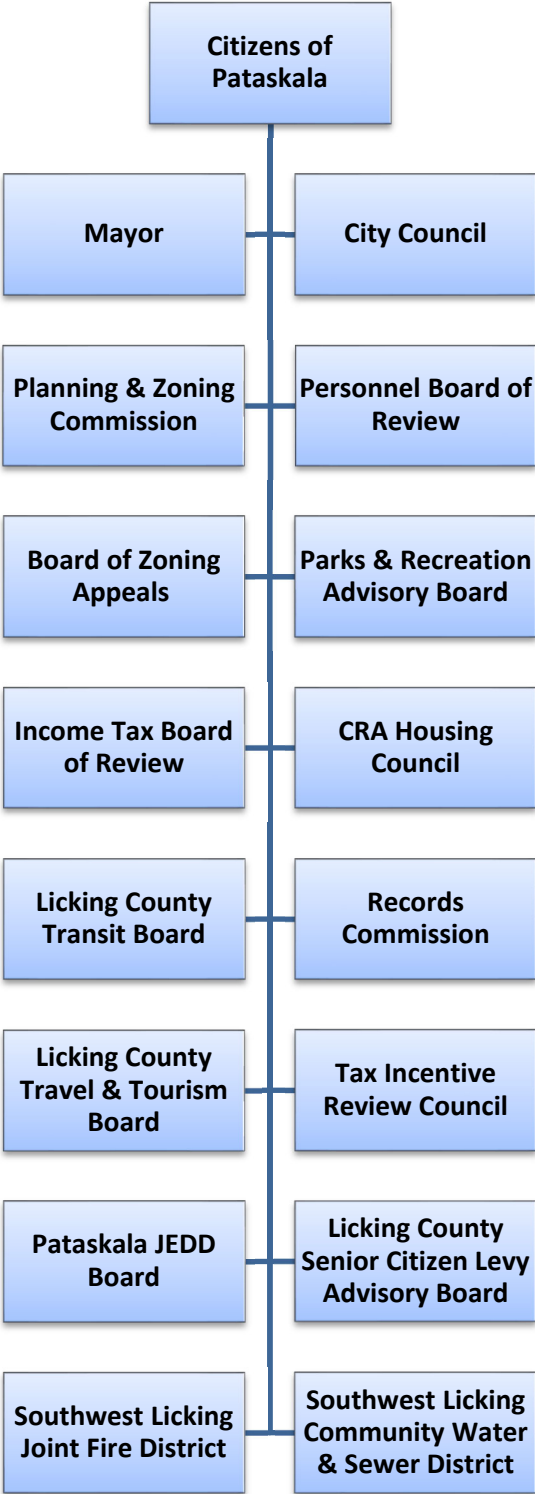 Citizens of
Pataskala
Mayor
City Council
Planning & Zoning
Commission
Personnel Board of
Review
Board of Zoning
Appeals
Parks & Recreation
Advisory Board
Income Tax Board
of Review
CRA Housing
Council
Licking County
Transit Board
Records
Commission
Licking County
Travel & Tourism
Board
Tax Incentive
Review Council
Pataskala JEDD
Board
Licking County
Senior Citizen Levy
Advisory Board
Southwest Licking
Joint Fire District
Southwest Licking
Community Water
& Sewer District